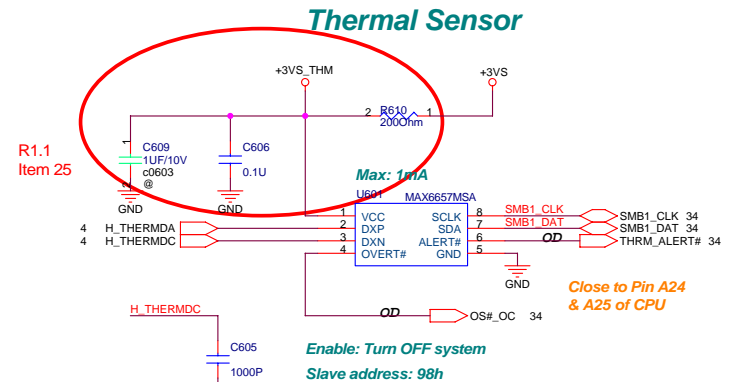 Thermal Sensor
+3VS_THM
+3VS
2 R610 1
200Ohm
R1.1
Item 25
1
C609
1UF/10V
c0603
@
2
C606
0.1U
GND
GND
Max: 1mA
U601
MAX6657MSA
1 VCC SCLK 8 SMB1_CLK SMB1_CLK 34
4 H_THERMDA 2 DXP SDA 7 SMB1_DAT SMB1_DAT 34
4 H_THERMDC 3 DXN ALERT# 6 OD THRM_ALERT# 34
4 OVERT# GND 5
GND
Close to Pin A24
& A25 of CPU
H_THERMDC
OD OS#_OC 34
C605
1000P
Enable: Turn OFF system
Slave address: 98h